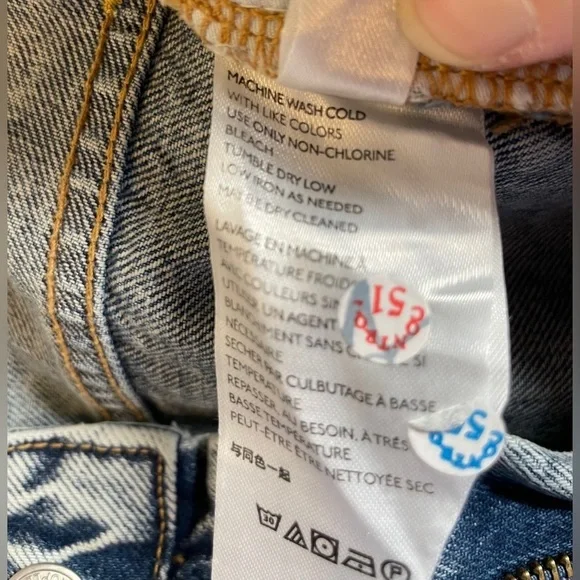 MACHINE WASH COLD
WITH LIKE COLORS
USE ONLY NON-CHLORINE
BLEACH
TUMBLE DRY LOW
LOW IRON AS NEEDED
MAY BE DRY CLEANED
LAVAGE EN MACHINE À
TEMPÉRATURE FROIDE
AVEC COULEURS
UTILISER UN AGENT
BLANCHIMENT SANS SI
NÉCESSAIRE
SÉCHER PAR CULBUTAGE À BASSE
TEMPÉRATURE
REPASSER, AU BESOIN, À TRÈS
BASSE TEMPÉRATURE
PEUT-ÊTRE ÊTRE NETTOYÉE SEC
与同色一起
30
P
51